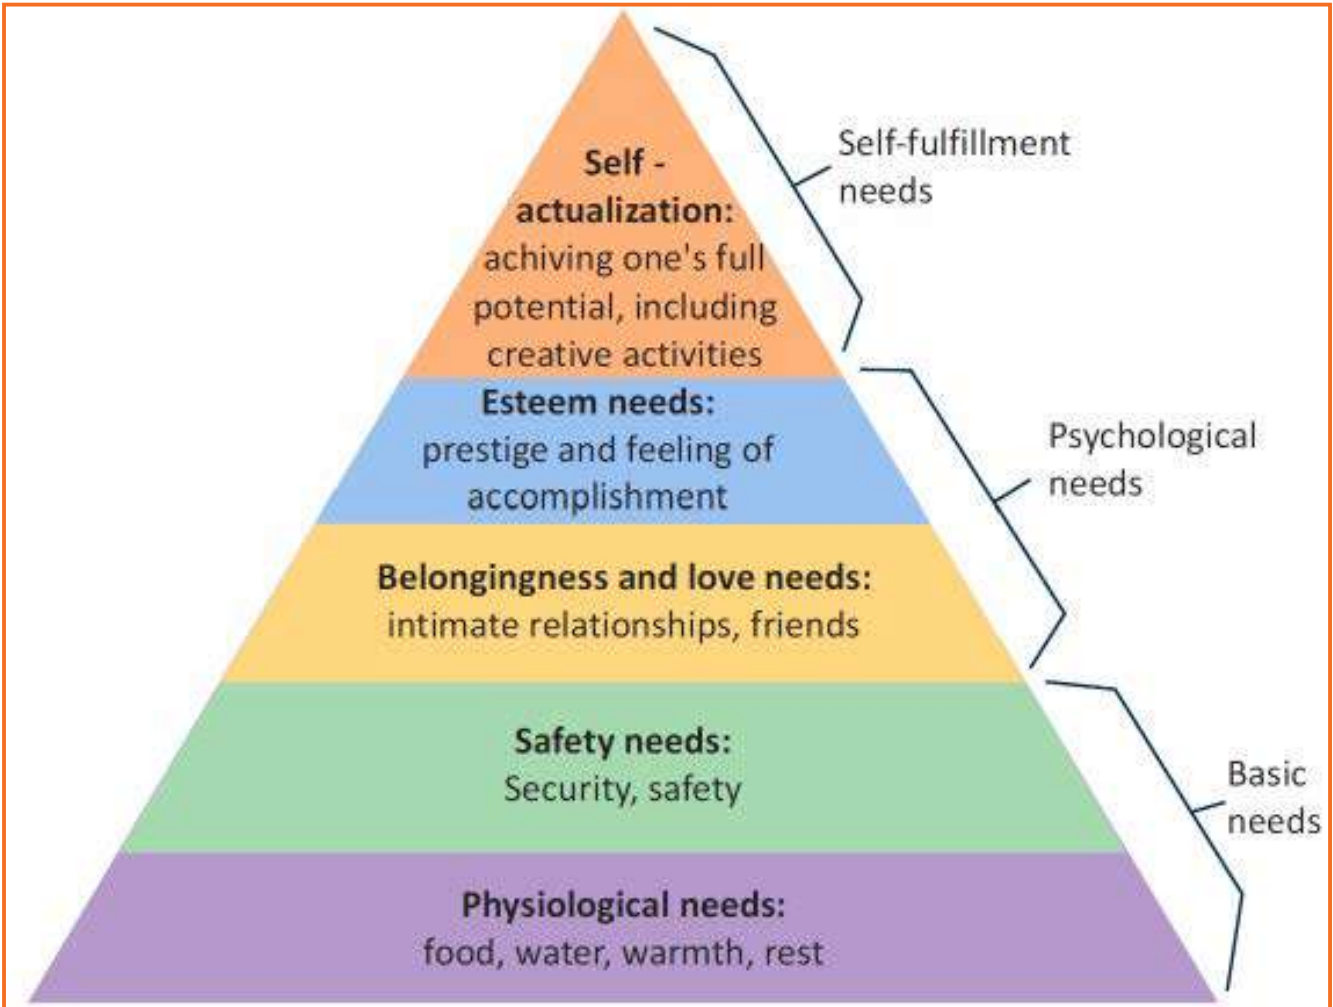 Self -
actualization:
achiving one's full
potential, including
creative activities
Self-fulfillment
needs
Esteem needs:
prestige and feeling of
accomplishment
Psychological
needs
Belongingness and love needs:
intimate relationships, friends
Safety needs:
Security, safety
Basic
needs
Physiological needs:
food, water, warmth, rest